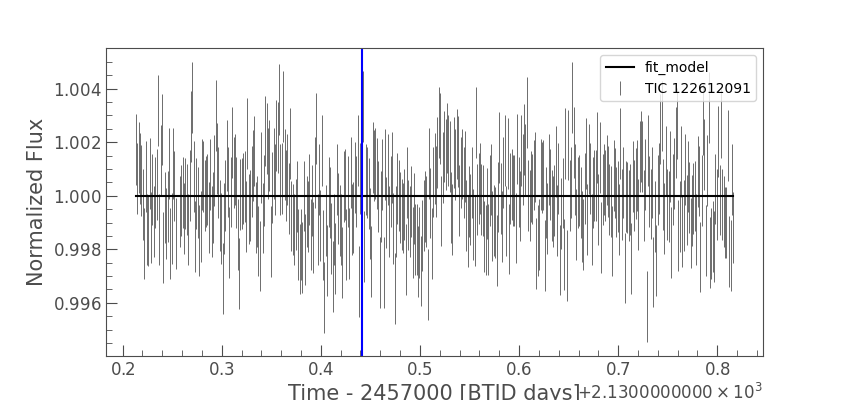 fit_model
TIC 122612091
1.004
1.002
1.000
0.998
0.996
Normalized Flux
0.2 0.3 0.4 0.5 0.6 0.7 0.8
Time - 2457000 [BTJD days]
+2.1300000000×10³